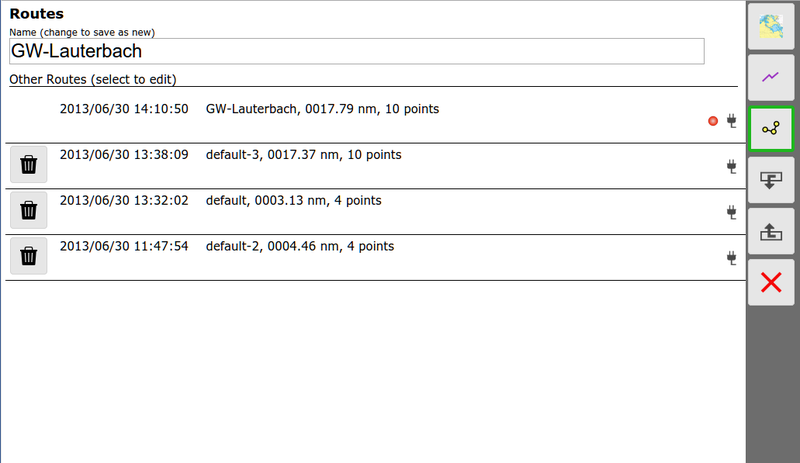 Routes
Name (change to save as new)
GW-Lauterbach
Other Routes (select to edit)
2013/06/30 14:10:50 GW-Lauterbach, 0017.79 nm, 10 points
2013/06/30 13:38:09 default-3, 0017.37 nm, 10 points
2013/06/30 13:32:02 default, 0003.13 nm, 4 points
2013/06/30 11:47:54 default-2, 0004.46 nm, 4 points